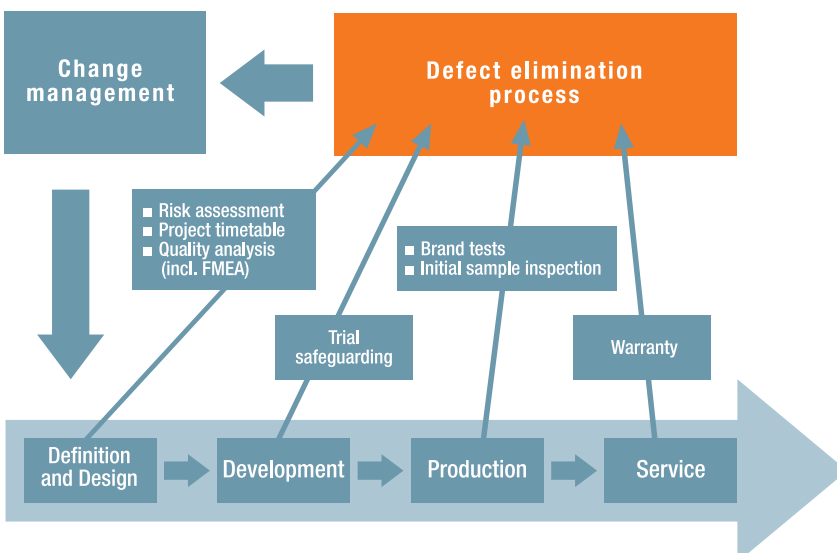 Change
management
Defect elimination
process
■ Risk assessment
■ Project timetable
■ Quality analysis
(incl. FMEA)
■ Brand tests
■ Initial sample inspection
Trial
safeguarding
Warranty
Definition
and Design
Development
Production
Service